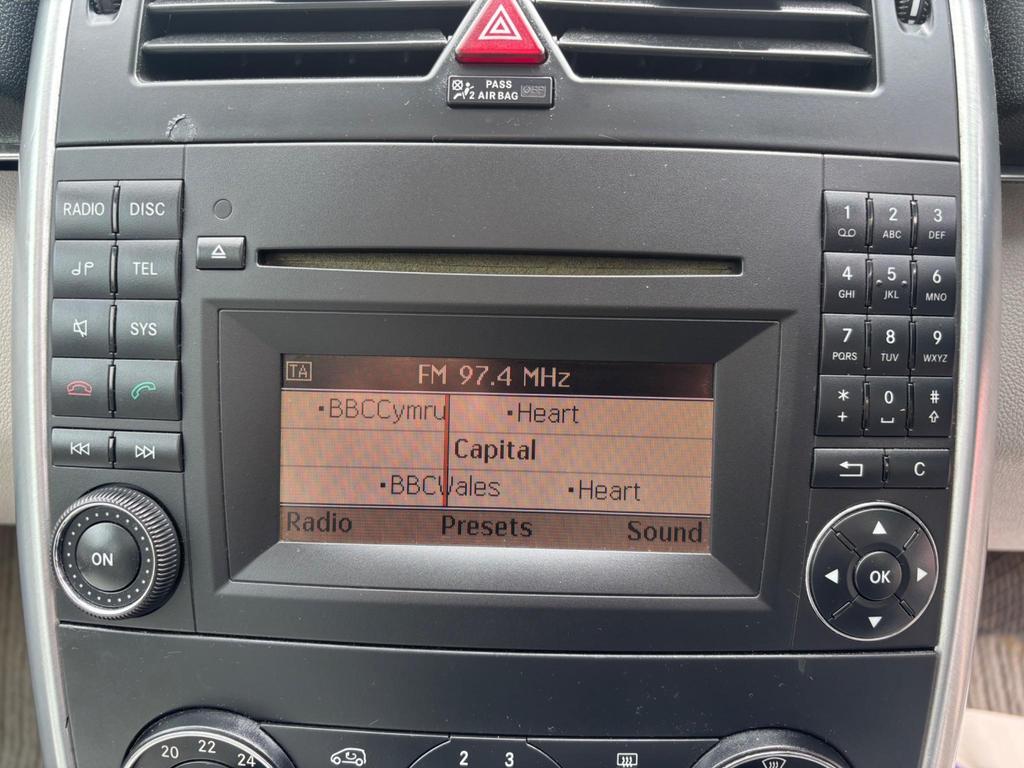 PASS
2 AIR BAG OFF
RADIO DISC
TEL
SYS
ON
TA FM 97.4 MHz
•BBCCymru •Heart
Capital
•BBCWales •Heart
Radio Presets Sound
1 2 3
ABC DEF
4 5 6
GHI JKL MNO
7 8 9
PQRS TUV WXYZ
* 0 #
+
C
OK
20 22 24
2 3